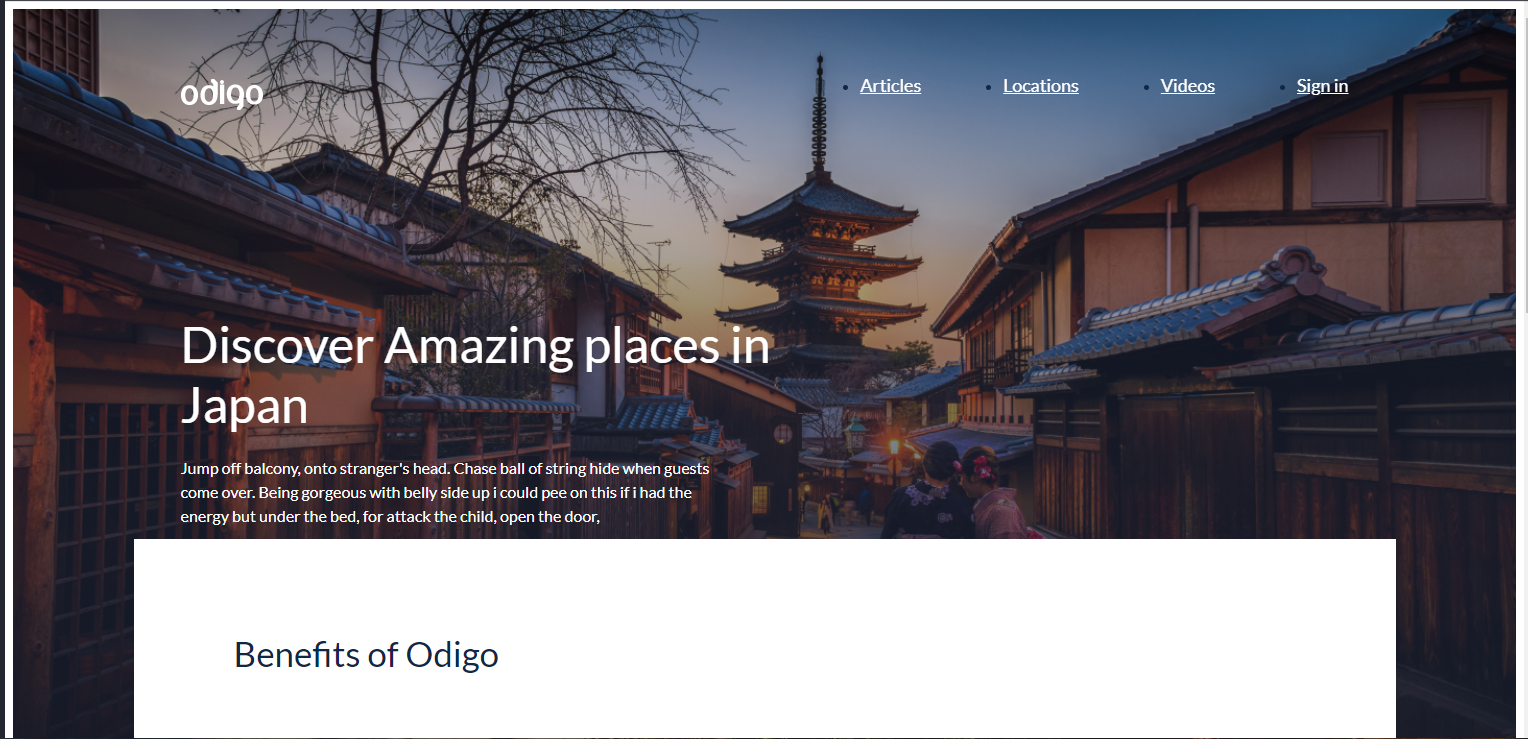 odigo
Articles
Locations
Videos
Sign in
Discover Amazing places in
Japan
Jump off balcony, onto stranger's head. Chase ball of string hide when guests
come over. Being gorgeous with belly side up i could pee on this if i had the
energy but under the bed, for attack the child, open the door,
Benefits of Odigo